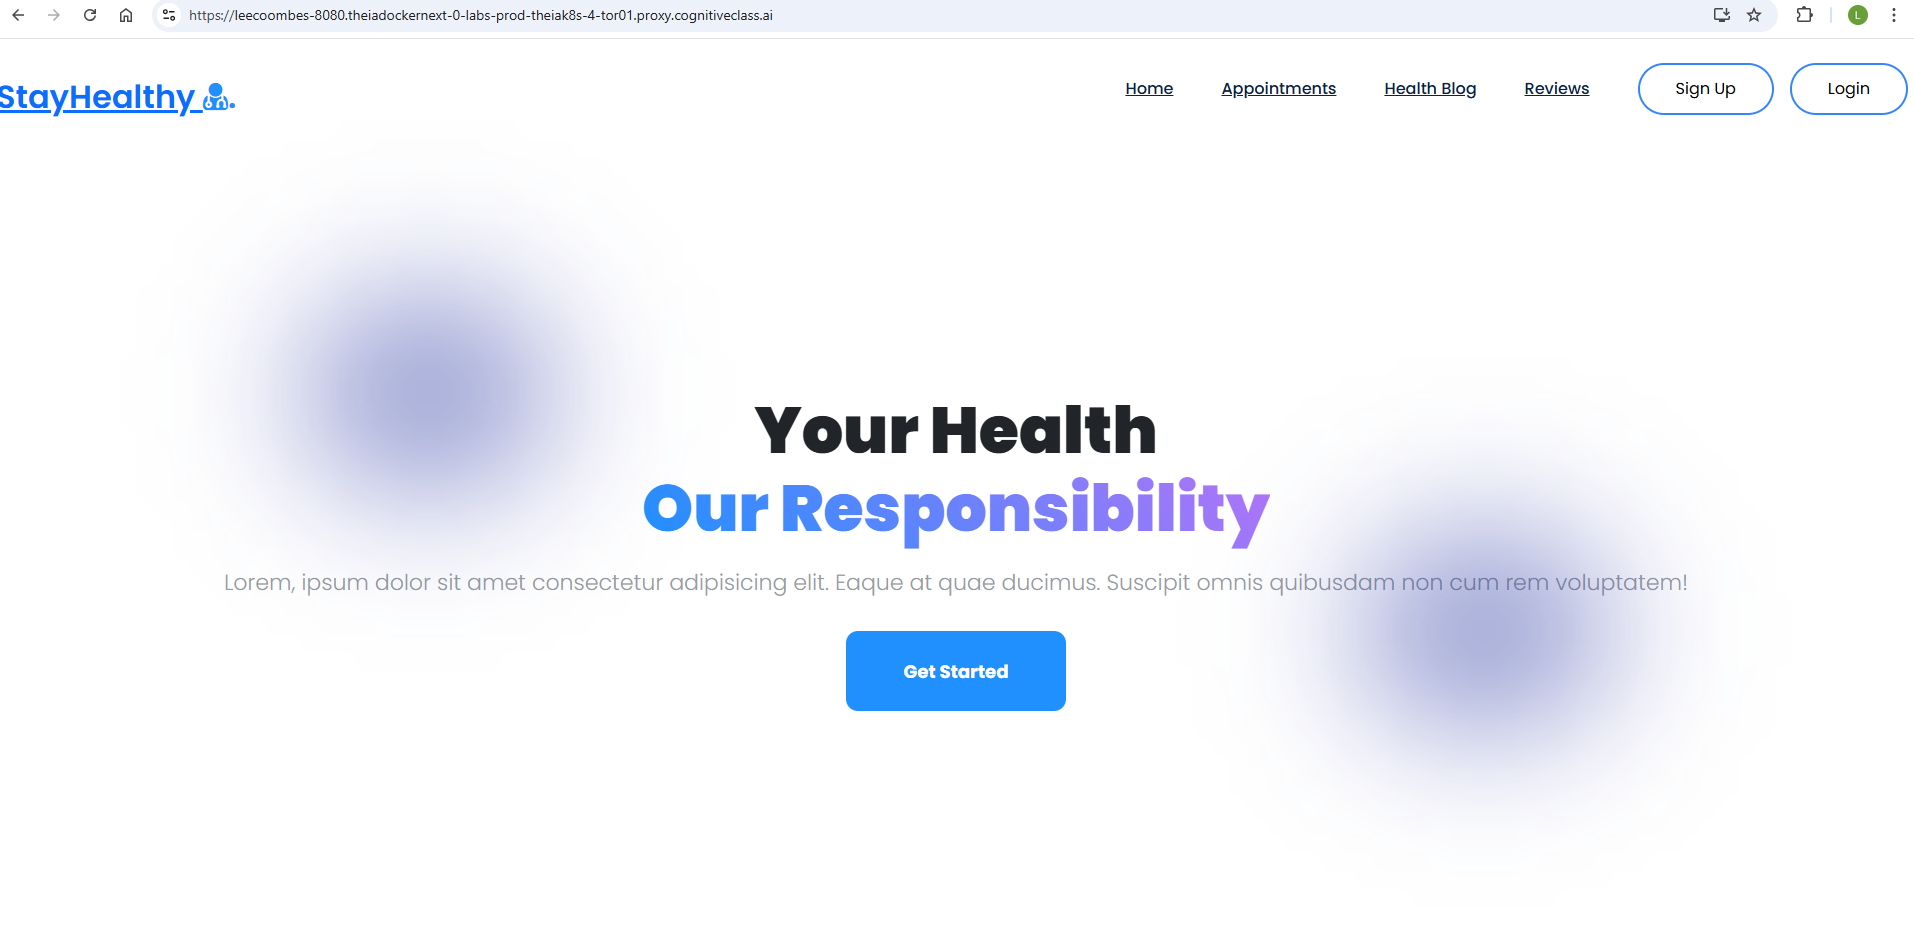 https://leecoombes-8080.theiadockernext-0-labs-prod-theiak8s-4-tor01.proxy.cognitiveclass.ai
L
StayHealthy .
Home Appointments Health Blog Reviews Sign Up Login
Your Health
Our Responsibility
Lorem, ipsum dolor sit amet consectetur adipisicing elit. Eaque at quae ducimus. Suscipit omnis quibusdam non cum rem voluptatem!
Get Started